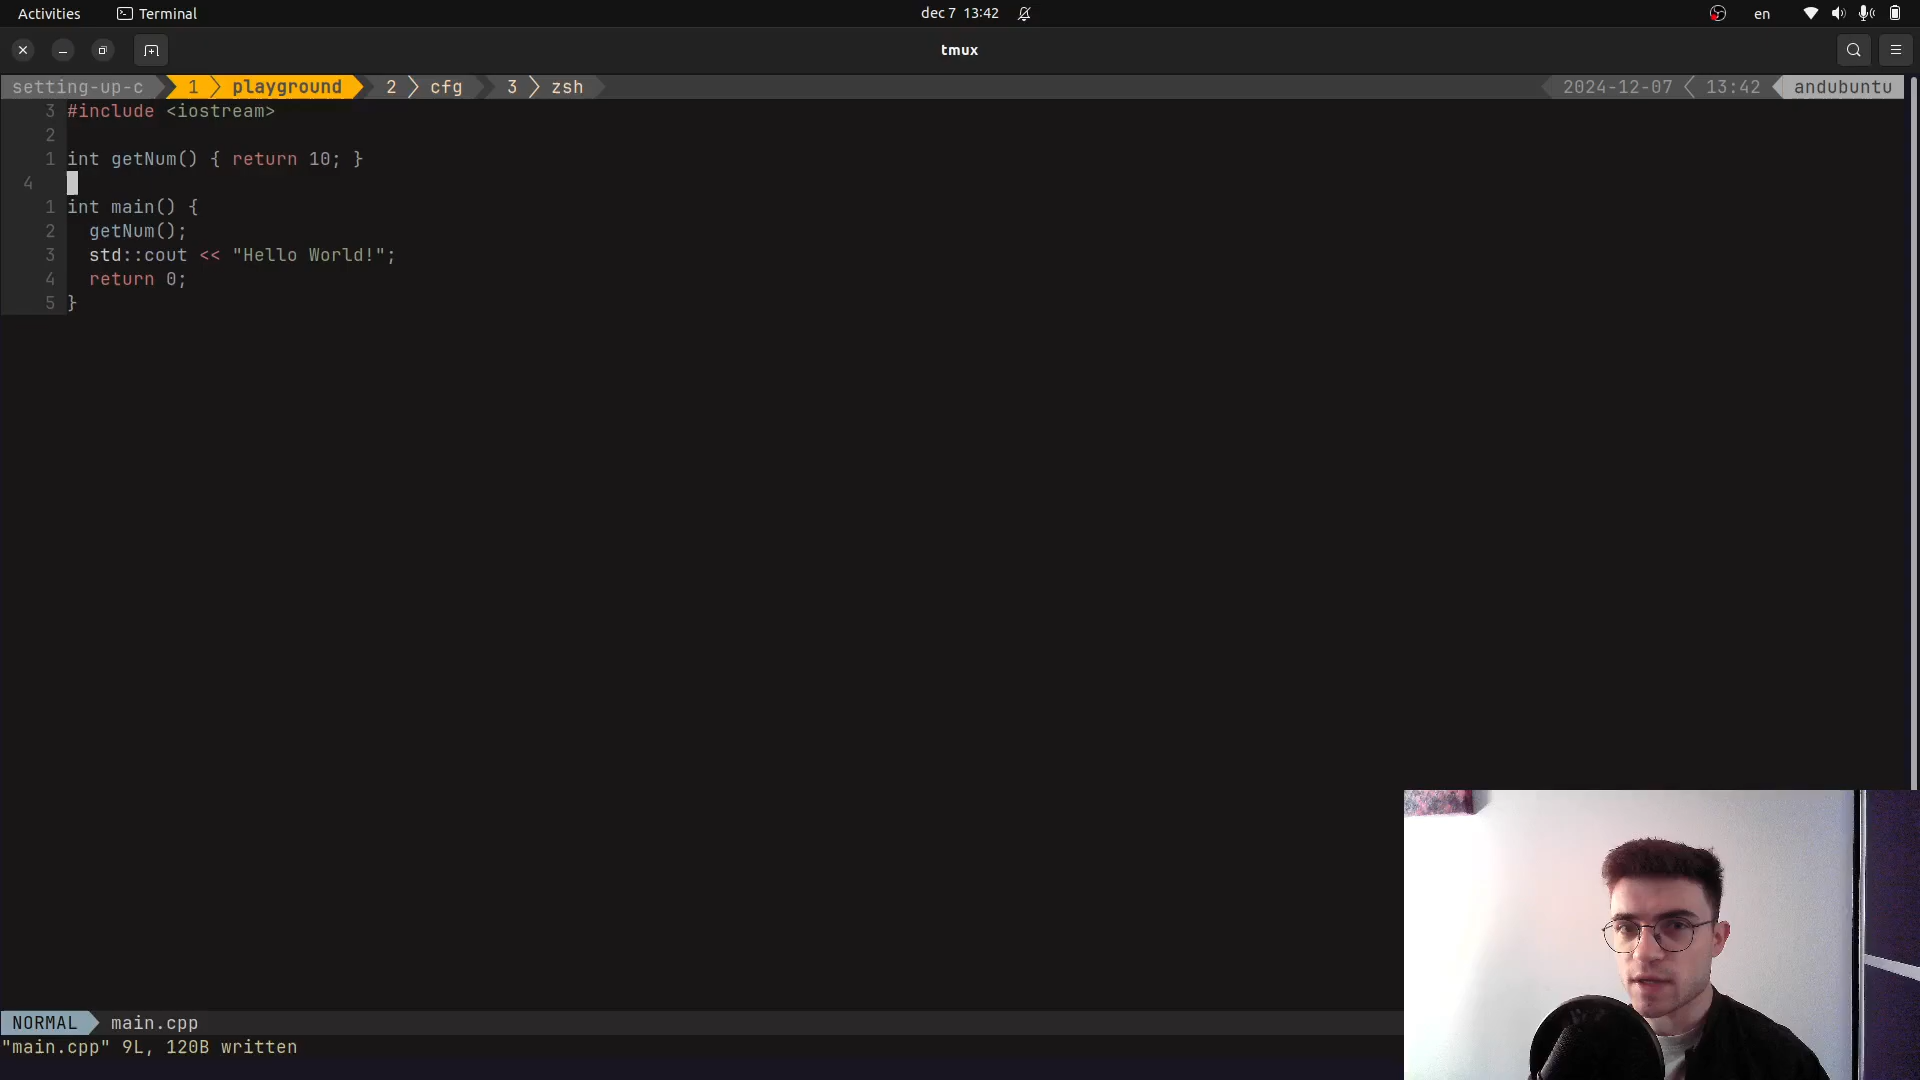 Activities Terminal dec 7 13:42 en
tmux
setting-up-c 1 playground 2 cfg 3 zsh 2024-12-07 13:42 andubuntu
3 #include <iostream>
2
1 int getNum() { return 10; }
4
1 int main() {
2   getNum();
3   std::cout << "Hello World!";
4   return 0;
5 }
NORMAL main.cpp
"main.cpp" 9L, 120B written